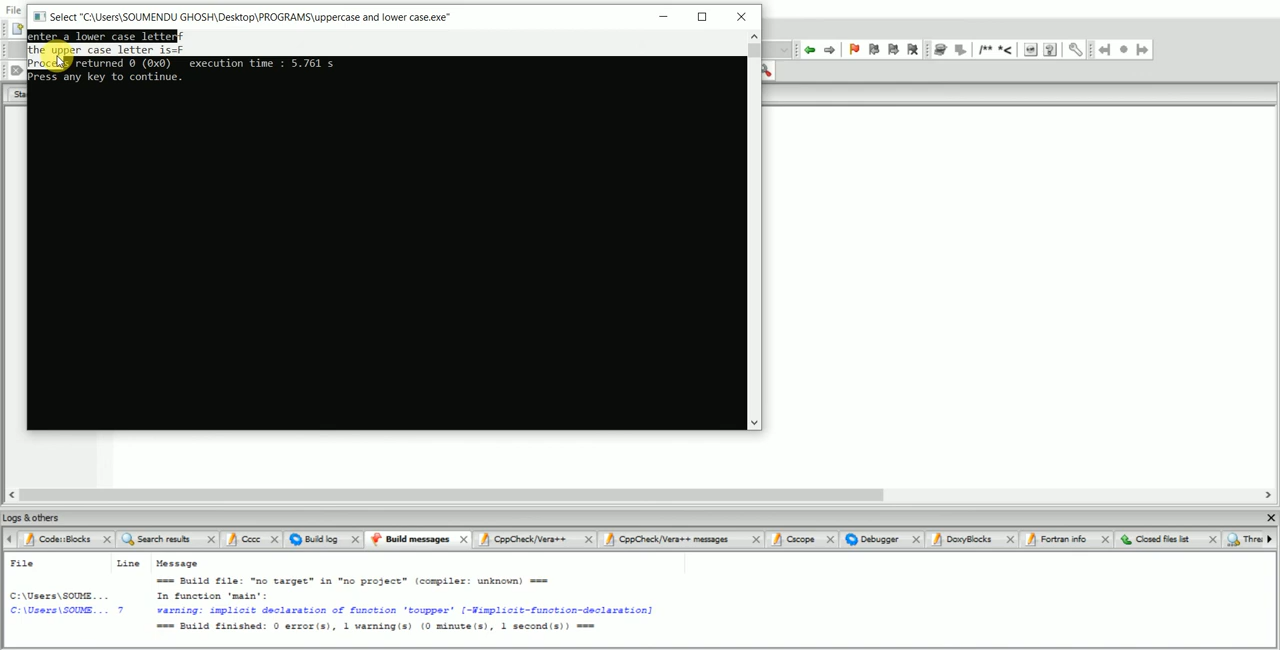 File
Select "C:\Users\SOUMENDU GHOSH\Desktop\PROGRAMS\uppercase and lower case.exe"
enter a lower case letterf
the upper case letter is=F
Process returned 0 (0x0)   execution time : 5.761 s
Press any key to continue.
/** *<
Logs & others
Code::Blocks
Search results
Cccc
Build log
Build messages
CppCheck/Vera++
CppCheck/Vera++ messages
Cscope
Debugger
DoxyBlocks
Fortran info
Closed files list
File Line Message
=== Build file: "no target" in "no project" (compiler: unknown) ===
C:\Users\SOUME... In function 'main':
C:\Users\SOUME... 7 warning: implicit declaration of function 'toupper' [-Wimplicit-function-declaration]
=== Build finished: 0 error(s), 1 warning(s) (0 minute(s), 1 second(s)) ===